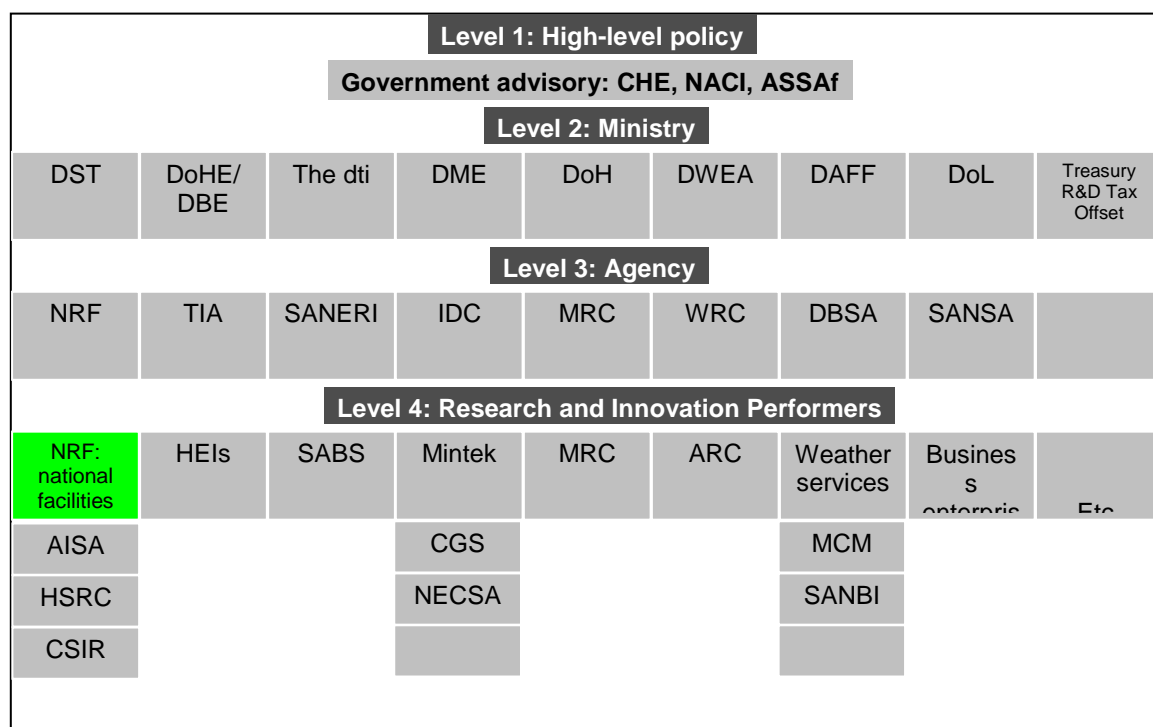 Level 1: High-level policy
Government advisory: CHE, NACI, ASSAf
Level 2: Ministry
DST
DoHE/
DBE
The dti
DME
DoH
DWEA
DAFF
DoL
Treasury
R&D Tax
Offset
Level 3: Agency
NRF
TIA
SANERI
IDC
MRC
WRC
DBSA
SANSA
Level 4: Research and Innovation Performers
NRF:
national
facilities
HEIs
SABS
Mintek
MRC
ARC
Weather
services
Busines
s
enterpris
Etc
AISA
CGS
MCM
HSRC
NECSA
SANBI
CSIR